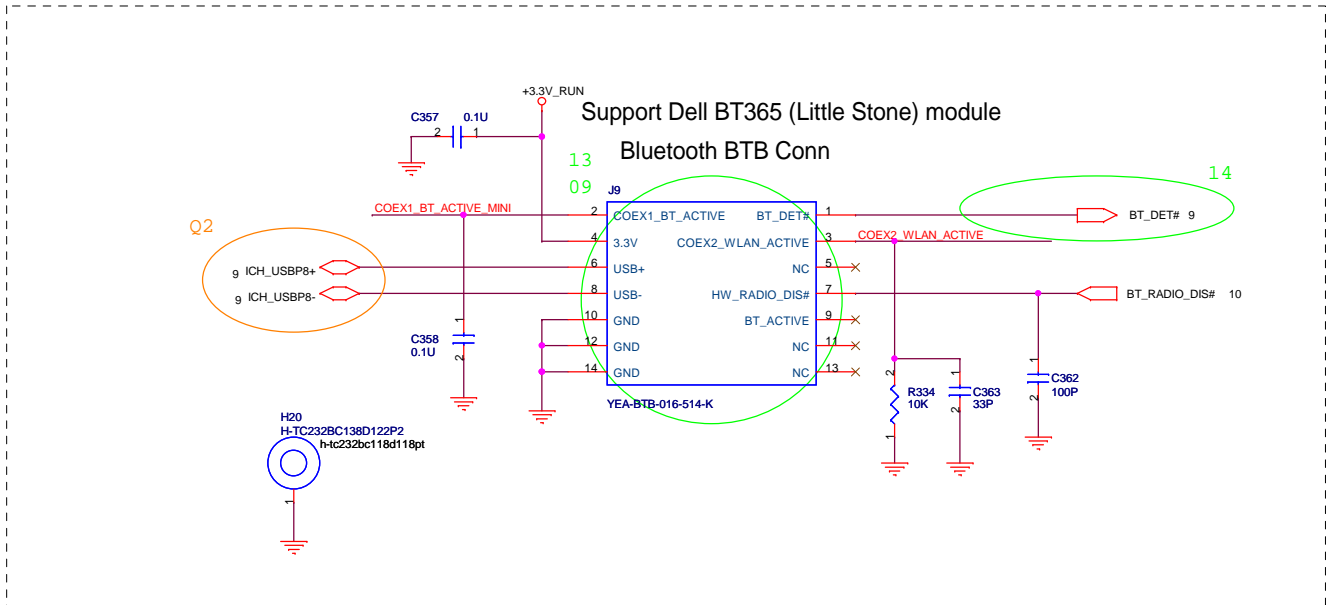 +3.3V_RUN
C357 0.1U
2 1
Support Dell BT365 (Little Stone) module
Bluetooth BTB Conn
13
09
14
J9
COEX1_BT_ACTIVE_MINI 2 COEX1_BT_ACTIVE BT_DET# 1 BT_DET# 9
Q2
4 3.3V COEX2_WLAN_ACTIVE 3 COEX2_WLAN_ACTIVE
9 ICH_USBP8+ 6 USB+ NC 5
9 ICH_USBP8- 8 USB- HW_RADIO_DIS# 7 BT_RADIO_DIS# 10
10 GND BT_ACTIVE 9
12 GND NC 11
14 GND NC 13
YEA-BTB-016-514-K
1
C358
0.1U
2
2
R334
10K
1
1
C363
33P
2
1
C362
100P
2
H20
H-TC232BC138D122P2
h-tc232bc118d118pt
1